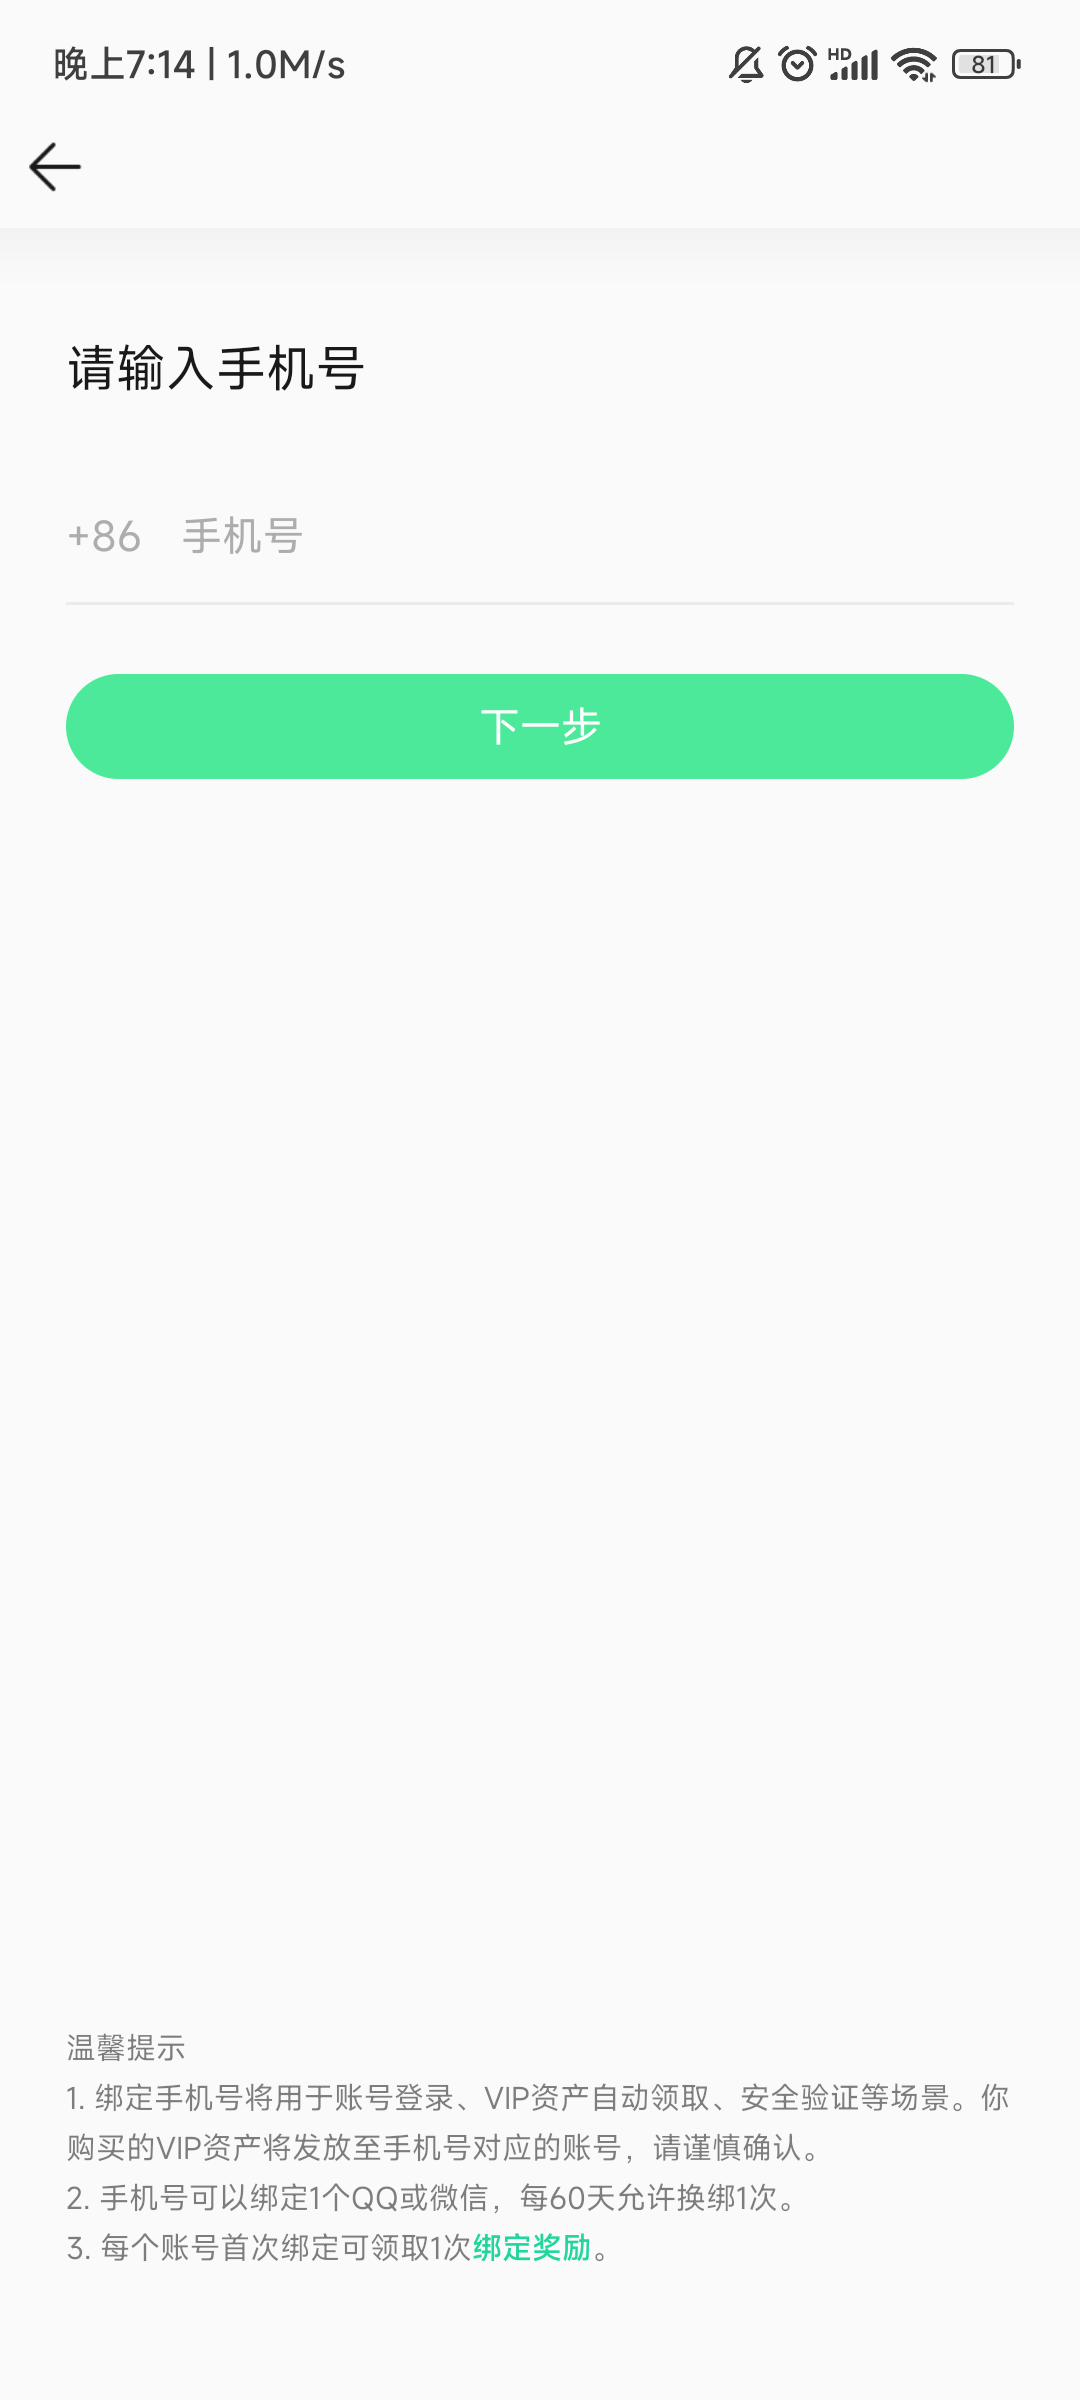 晚上7:14 | 1.0M/s
HD
81
请输入手机号
+86 手机号
下一步
温馨提示
1. 绑定手机号将用于账号登录、VIP资产自动领取、安全验证等场景。你
购买的VIP资产将发放至手机号对应的账号，请谨慎确认。
2. 手机号可以绑定1个QQ或微信，每60天允许换绑1次。
3. 每个账号首次绑定可领取1次绑定奖励。